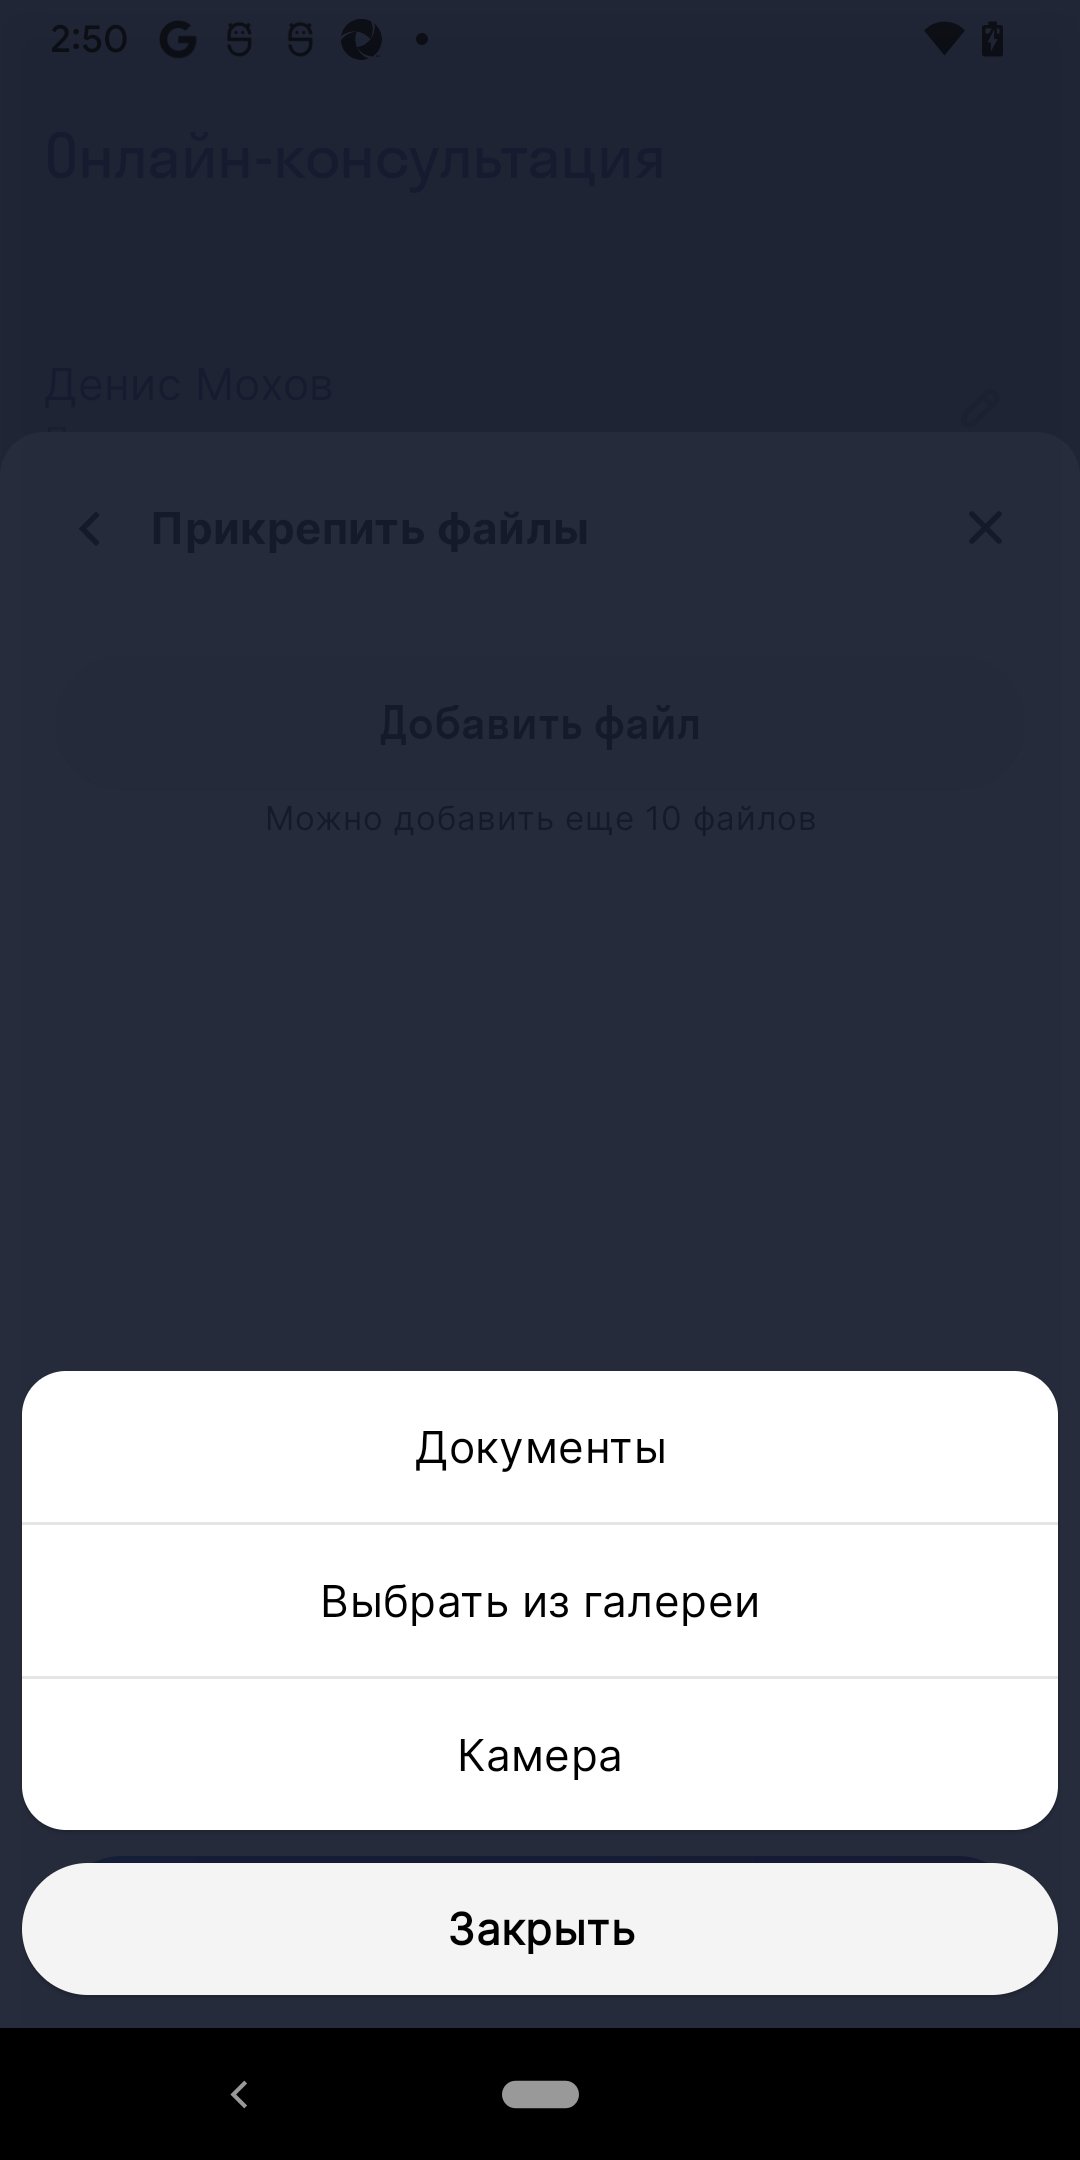 2:50
Онлайн-консультация
Денис Мохов
Прикрепить файлы
Добавить файл
Можно добавить еще 10 файлов
Документы
Выбрать из галереи
Камера
Закрыть